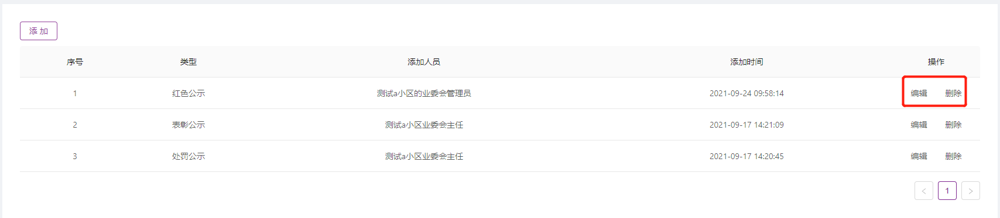 添 加
序号 类型 添加人员 添加时间 操作
1 红色公示 测试a小区的业委会管理员 2021-09-24 09:58:14 编辑 删除
2 表彰公示 测试a小区业委会主任 2021-09-17 14:21:09 编辑 删除
3 处罚公示 测试a小区业委会主任 2021-09-17 14:20:45 编辑 删除
< 1 >